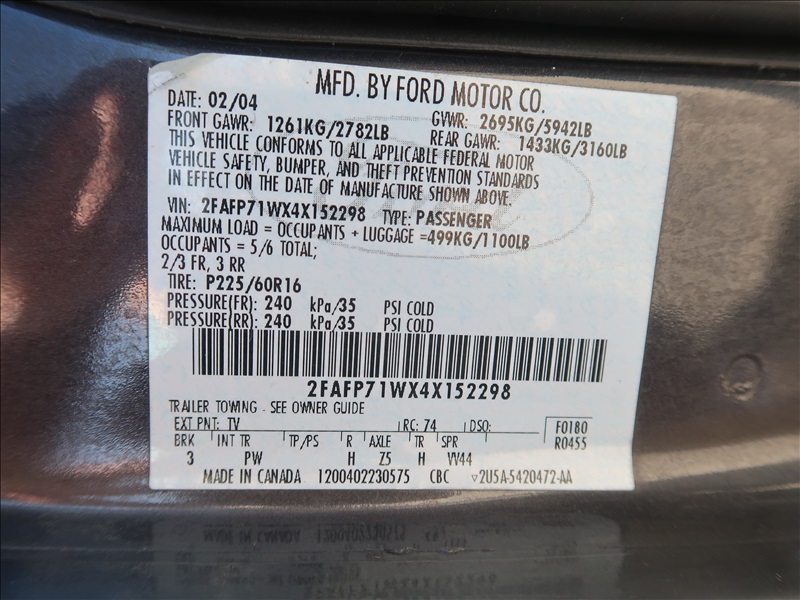 MFD. BY FORD MOTOR CO.
DATE: 02/04 GVWR: 2695KG/5942LB
FRONT GAWR: 1261KG/2782LB REAR GAWR: 1433KG/3160LB
THIS VEHICLE CONFORMS TO ALL APPLICABLE FEDERAL MOTOR
VEHICLE SAFETY, BUMPER, AND THEFT PREVENTION STANDARDS
IN EFFECT ON THE DATE OF MANUFACTURE SHOWN ABOVE.
VIN: 2FAFP71WX4X152298 TYPE: PASSENGER
MAXIMUM LOAD = OCCUPANTS + LUGGAGE =499KG/1100LB
OCCUPANTS = 5/6 TOTAL;
2/3 FR, 3 RR
TIRE: P225/60R16
PRESSURE(FR): 240 kPa/35 PSI COLD
PRESSURE(RR): 240 kPa/35 PSI COLD
2FAFP71WX4X152298
TRAILER TOWING - SEE OWNER GUIDE
EXT PNT: TV RC: 74 DSO: F0180
BRK INT TR TP/PS R AXLE TR SPR R0455
3 PW H Z5 H VV44
MADE IN CANADA 1200402230575 CBC ▽2U5A-5420472-AA